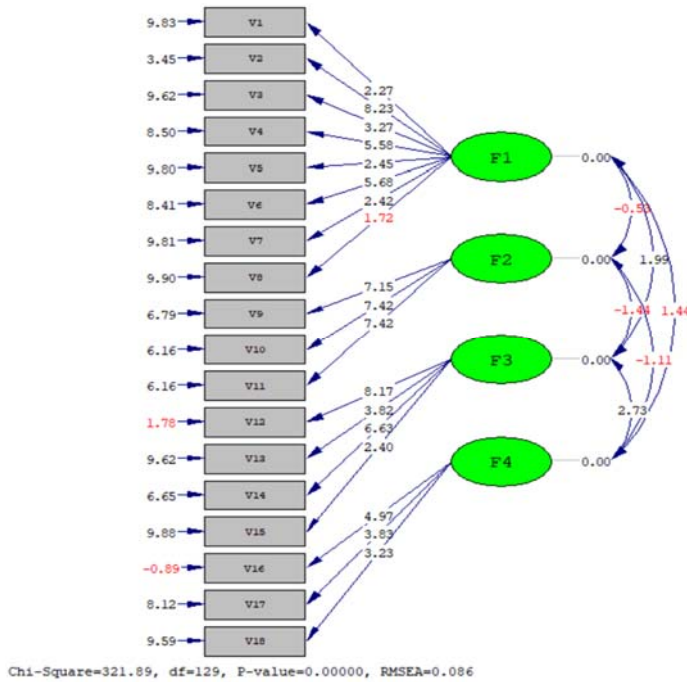 9.83 V1
3.45 V2
9.62 V3
8.50 V4
9.80 V5
8.41 V6
9.81 V7
9.90 V8
6.79 V9
6.16 V10
6.16 V11
1.78 V12
9.62 V13
6.65 V14
9.88 V15
-0.89 V16
8.12 V17
9.59 V18
2.27
8.23
3.27
5.58
2.45
5.68
2.42
1.72
7.15
7.42
7.42
8.17
3.82
6.63
2.40
4.97
3.83
3.23
F1 0.00
F2 0.00
F3 0.00
F4 0.00
-0.53
1.99
-1.44 1.44
-1.11
2.73
Chi-Square=321.89, df=129, P-value=0.00000, RMSEA=0.086